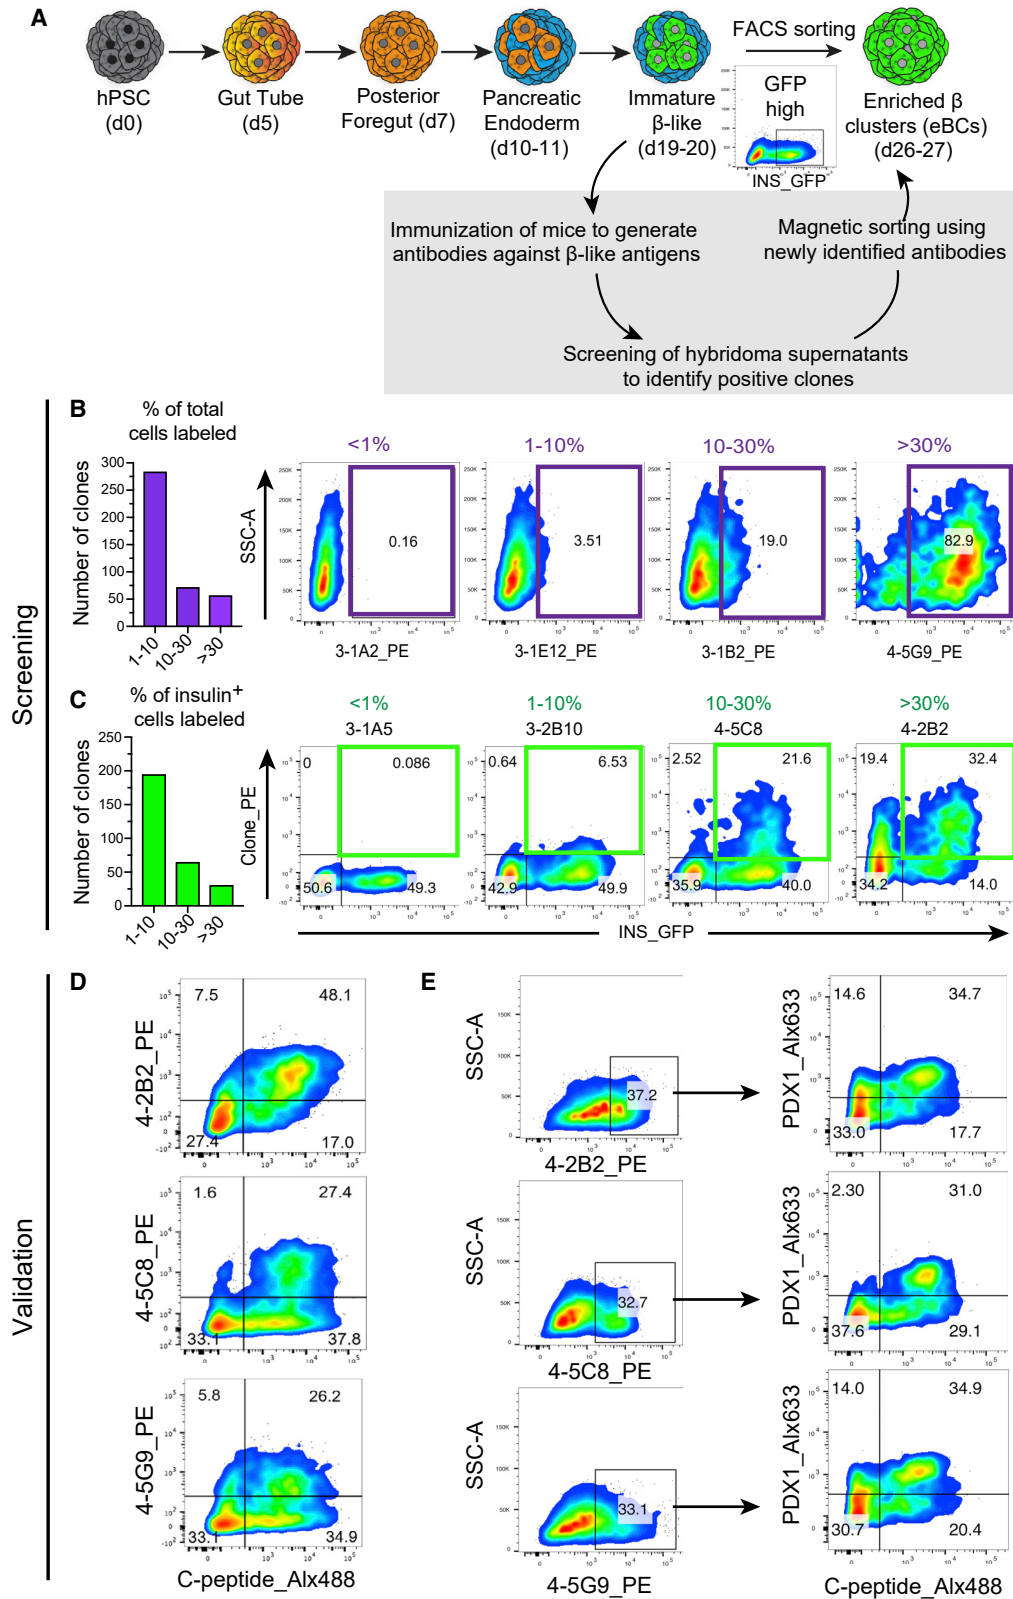 A
hPSC
(d0)
Gut Tube
(d5)
Posterior
Foregut (d7)
Pancreatic
Endoderm
(d10-11)
Immature
β-like
(d19-20)
FACS sorting
GFP
high
INS_GFP
Enriched β
clusters (eBCs)
(d26-27)
Immunization of mice to generate
antibodies against β-like antigens
Magnetic sorting using
newly identified antibodies
Screening of hybridoma supernatants
to identify positive clones
Screening
B
% of total
cells labeled
Number of clones
300
250
200
150
100
50
0
1-10
10-30
>30
SSC-A
<1%
0.16
3-1A2_PE
1-10%
3.51
3-1E12_PE
10-30%
19.0
3-1B2_PE
>30%
82.9
4-5G9_PE
C
% of insulin+
cells labeled
Number of clones
250
200
150
100
50
0
1-10
10-30
>30
Clone_PE
<1%
3-1A5
0
0.086
50.6
49.3
1-10%
3-2B10
0.64
6.53
42.9
49.9
10-30%
4-5C8
2.52
21.6
35.9
40.0
>30%
4-2B2
19.4
32.4
34.2
14.0
INS_GFP
Validation
D
4-2B2_PE
7.5
48.1
27.4
17.0
4-5C8_PE
1.6
27.4
33.1
37.8
4-5G9_PE
5.8
26.2
33.1
34.9
C-peptide_Alx488
E
SSC-A
37.2
4-2B2_PE
PDX1_Alx633
14.6
34.7
33.0
17.7
SSC-A
32.7
4-5C8_PE
PDX1_Alx633
2.30
31.0
37.6
29.1
SSC-A
33.1
4-5G9_PE
PDX1_Alx633
14.0
34.9
30.7
20.4
C-peptide_Alx488